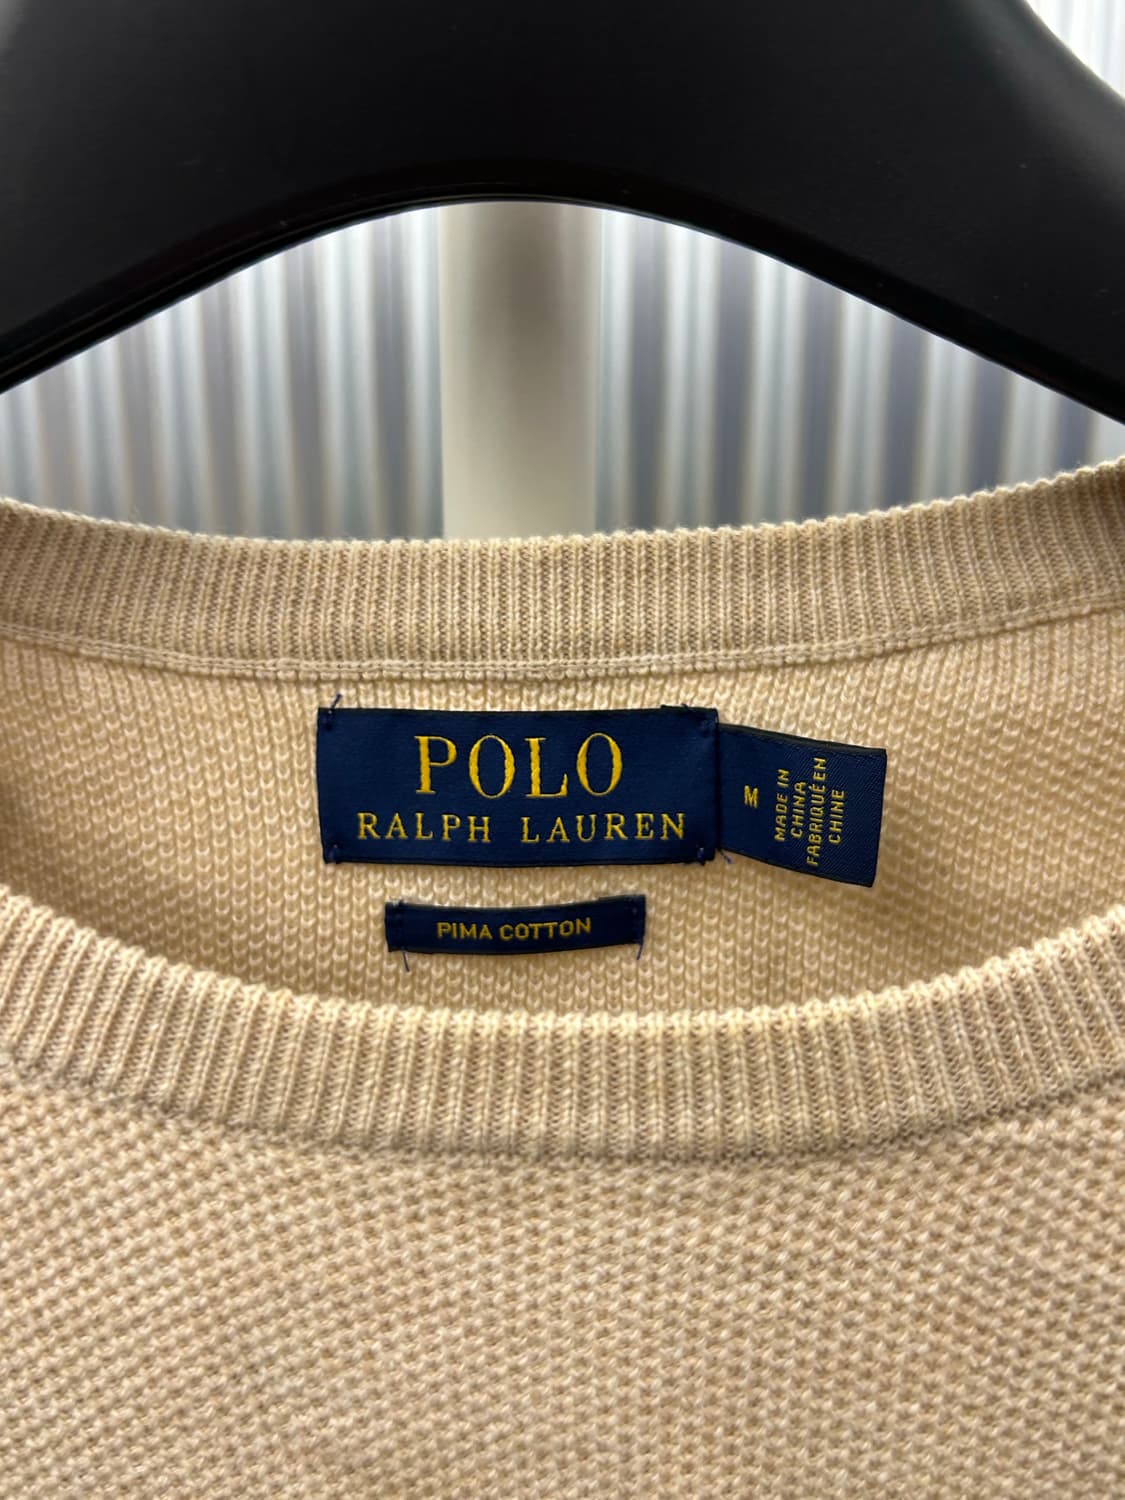 POLO
RALPH LAUREN
M
MADE IN
CHINA
FABRIQUÉ EN
CHINE
PIMA COTTON